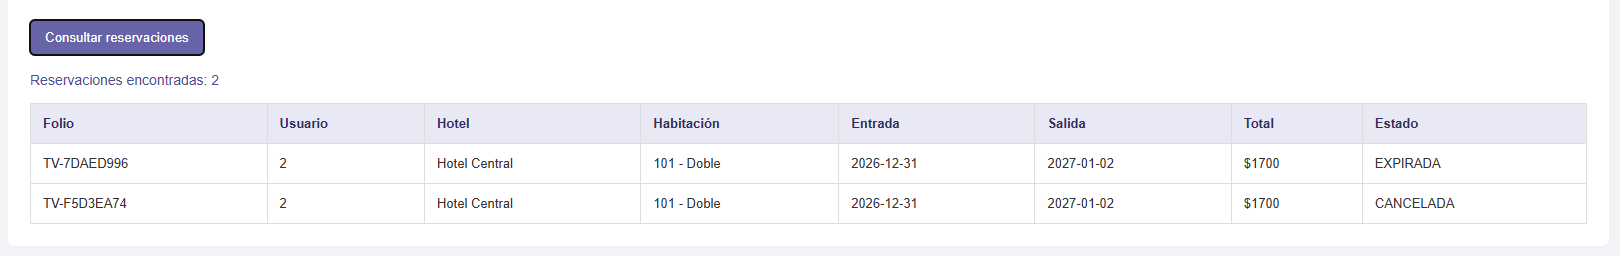 Consultar reservaciones
Reservaciones encontradas: 2
Folio Usuario Hotel Habitación Entrada Salida Total Estado
TV-7DAED996 2 Hotel Central 101 - Doble 2026-12-31 2027-01-02 $1700 EXPIRADA
TV-F5D3EA74 2 Hotel Central 101 - Doble 2026-12-31 2027-01-02 $1700 CANCELADA